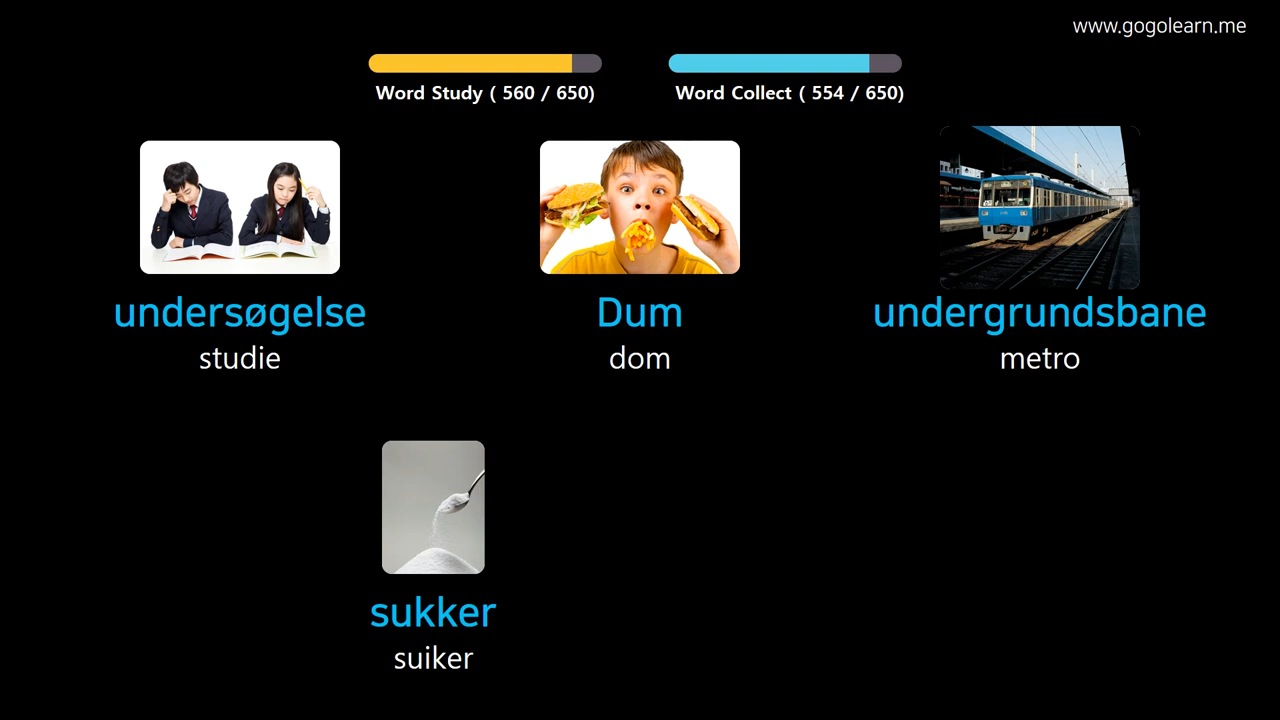 www.gogolearn.me
Word Study ( 560 / 650)
Word Collect ( 554 / 650)
undersøgelse
studie
Dum
dom
undergrundsbane
metro
sukker
suiker